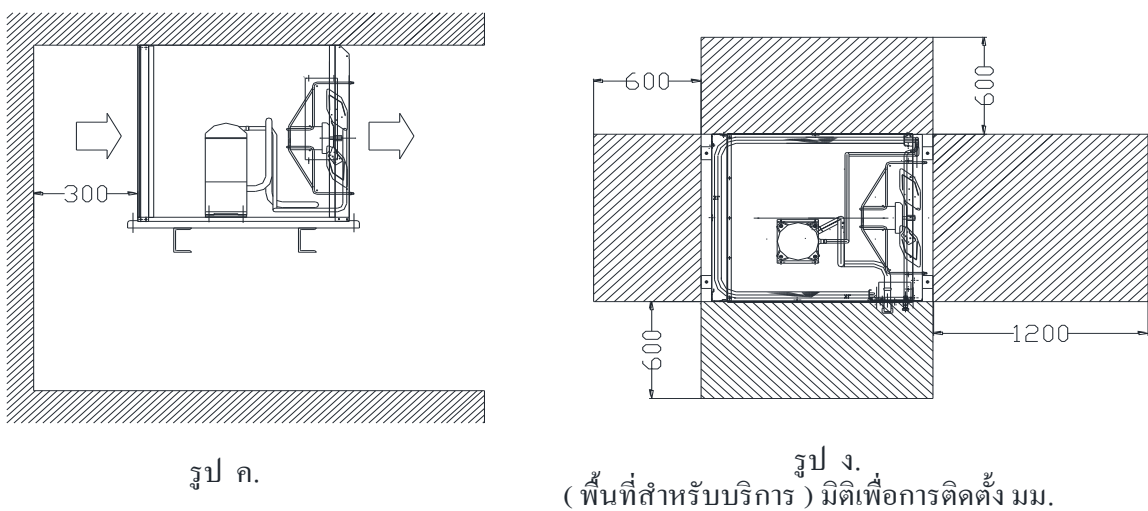 300
600
600
600
1200
รูป ค.
รูป ง.
( พื้นที่สำหรับบริการ ) มิติเพื่อการติดตั้ง มม.